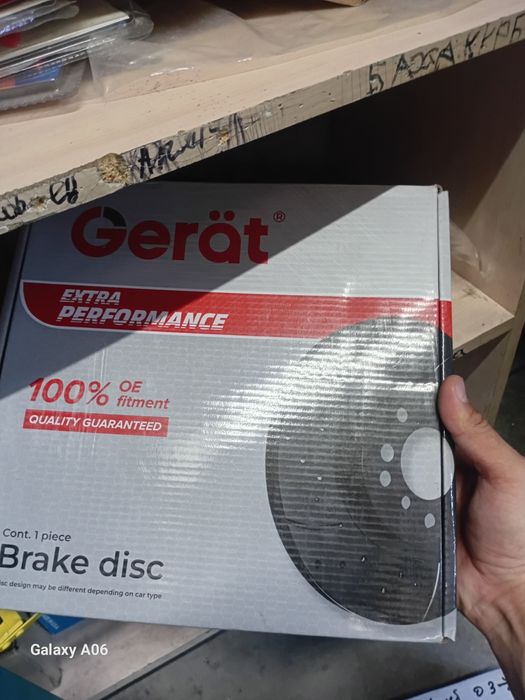 Gerät®
EXTRA
PERFORMANCE
100% OE
fitment
QUALITY GUARANTEED
Cont. 1 piece
Brake disc
disc design may be different depending on car type
Galaxy A06